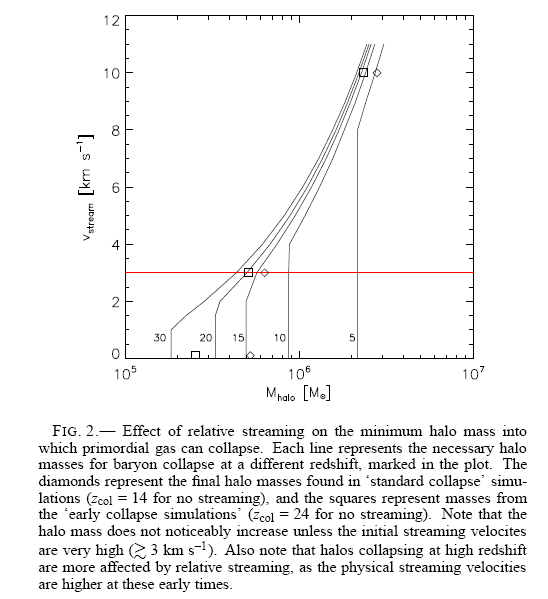 12
10
8
6
4
2
0
v_stream [km s⁻¹]
30 20 15 10 5
10⁵ 10⁶ 10⁷
M_halo [M_⊙]
FIG. 2.— Effect of relative streaming on the minimum halo mass into
which primordial gas can collapse. Each line represents the necessary halo
masses for baryon collapse at a different redshift, marked in the plot. The
diamonds represent the final halo masses found in ‘standard collapse’ simu-
lations (z_col = 14 for no streaming), and the squares represent masses from
the ‘early collapse simulations’ (z_col = 24 for no streaming). Note that the
halo mass does not noticeably increase unless the initial streaming velocites
are very high (≳ 3 km s⁻¹). Also note that halos collapsing at high redshift
are more affected by relative streaming, as the physical streaming velocities
are higher at these early times.